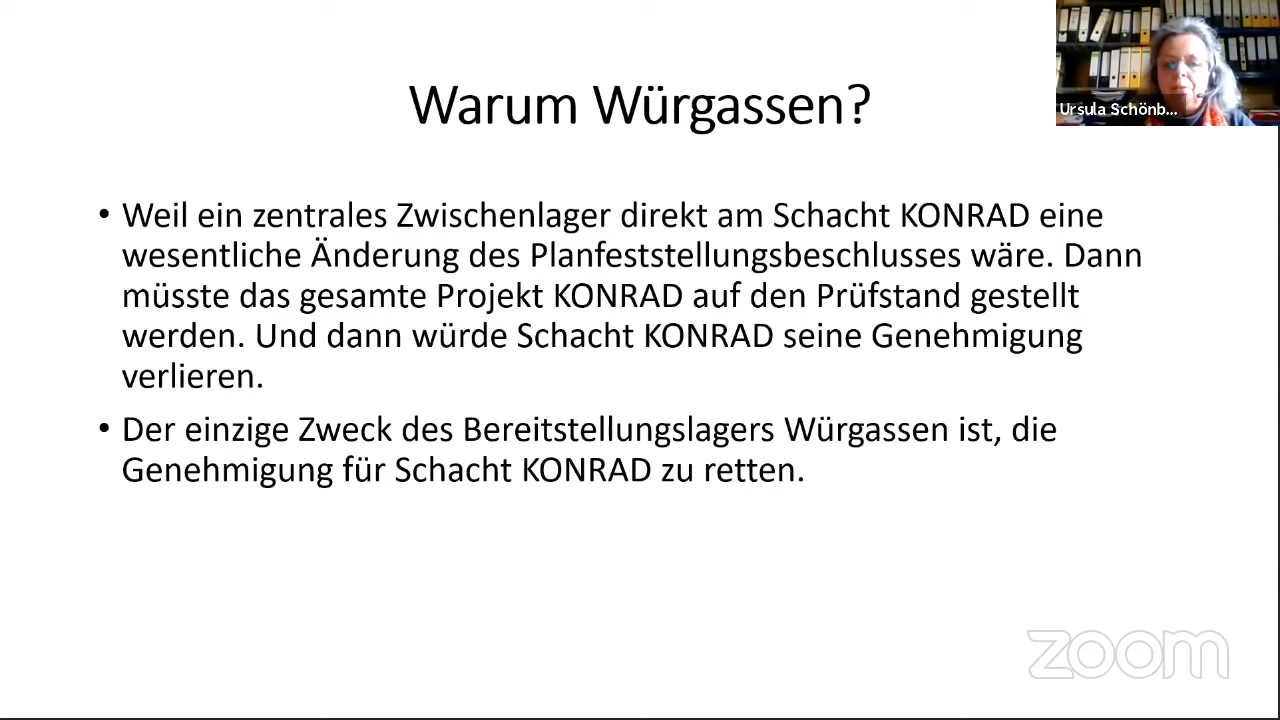 Warum Würgassen?
Ursula Schönb...
• Weil ein zentrales Zwischenlager direkt am Schacht KONRAD eine
wesentliche Änderung des Planfeststellungsbeschlusses wäre. Dann
müsste das gesamte Projekt KONRAD auf den Prüfstand gestellt
werden. Und dann würde Schacht KONRAD seine Genehmigung
verlieren.
• Der einzige Zweck des Bereitstellungslagers Würgassen ist, die
Genehmigung für Schacht KONRAD zu retten.
zoom